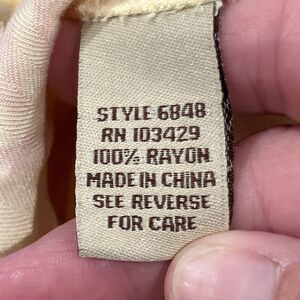 STYLE 6848
RN 103429
100% RAYON
MADE IN CHINA
SEE REVERSE
FOR CARE